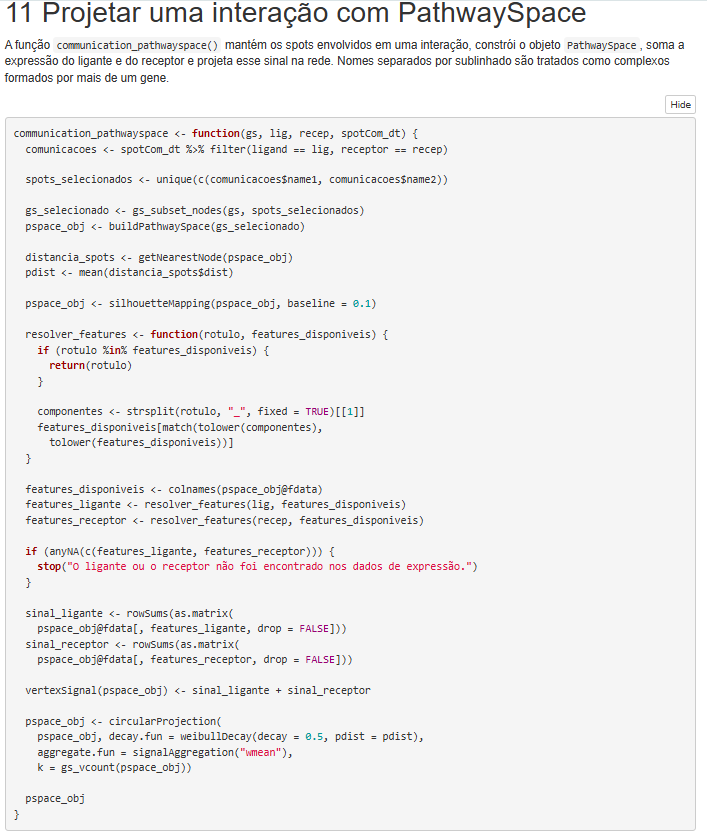 11 Projetar uma interação com PathwaySpace
A função communication_pathwayspace() mantém os spots envolvidos em uma interação, constrói o objeto PathwaySpace, soma a
expressão do ligante e do receptor e projeta esse sinal na rede. Nomes separados por sublinhado são tratados como complexos
formados por mais de um gene.
Hide
communication_pathwayspace <- function(gs, lig, recep, spotCom_dt) {
  comunicacoes <- spotCom_dt %>% filter(ligand == lig, receptor == recep)

  spots_selecionados <- unique(c(comunicacoes$name1, comunicacoes$name2))

  gs_selecionado <- gs_subset_nodes(gs, spots_selecionados)
  pspace_obj <- buildPathwaySpace(gs_selecionado)

  distancia_spots <- getNearestNode(pspace_obj)
  pdist <- mean(distancia_spots$dist)

  pspace_obj <- silhouetteMapping(pspace_obj, baseline = 0.1)

  resolver_features <- function(rotulo, features_disponiveis) {
    if (rotulo %in% features_disponiveis) {
      return(rotulo)
    }

    componentes <- strsplit(rotulo, "_", fixed = TRUE)[[1]]
    features_disponiveis[match(tolower(componentes),
      tolower(features_disponiveis))]
  }

  features_disponiveis <- colnames(pspace_obj@fdata)
  features_ligante <- resolver_features(lig, features_disponiveis)
  features_receptor <- resolver_features(recep, features_disponiveis)

  if (anyNA(c(features_ligante, features_receptor))) {
    stop("O ligante ou o receptor não foi encontrado nos dados de expressão.")
  }

  sinal_ligante <- rowSums(as.matrix(
    pspace_obj@fdata[, features_ligante, drop = FALSE]))
  sinal_receptor <- rowSums(as.matrix(
    pspace_obj@fdata[, features_receptor, drop = FALSE]))

  vertexSignal(pspace_obj) <- sinal_ligante + sinal_receptor

  pspace_obj <- circularProjection(
    pspace_obj, decay.fun = weibullDecay(decay = 0.5, pdist = pdist),
    aggregate.fun = signalAggregation("wmean"),
    k = gs_vcount(pspace_obj))

  pspace_obj
}